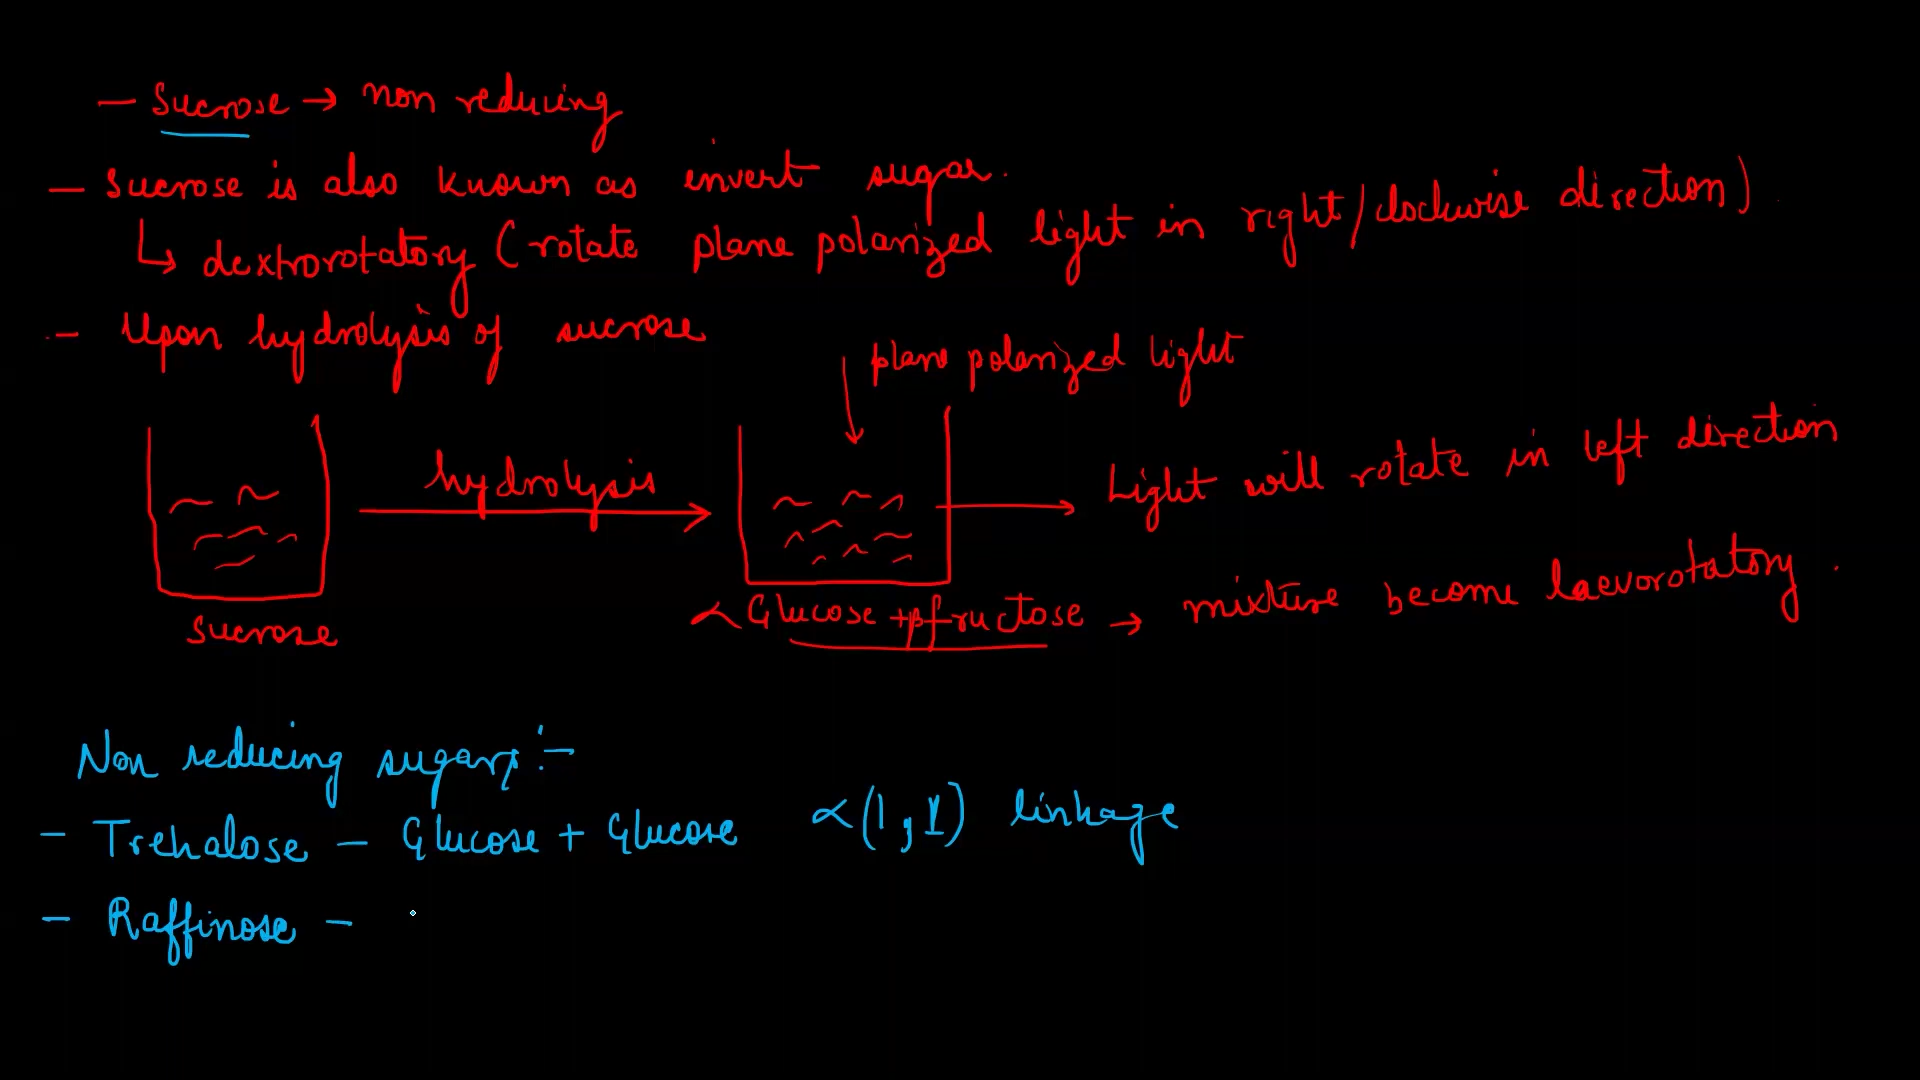 - Sucrose → non reducing
- Sucrose is also known as invert sugar.
↳ dextrorotatory (rotate plane polarized light in right/clockwise direction)
- Upon hydrolysis of sucrose
plane polarized light
hydrolysis
Light will rotate in left direction
Sucrose
α Glucose + β fructose → mixture become laevorotatory.
Non reducing sugars:-
- Trehalose - Glucose + Glucose α(1,1) linkage
- Raffinose -